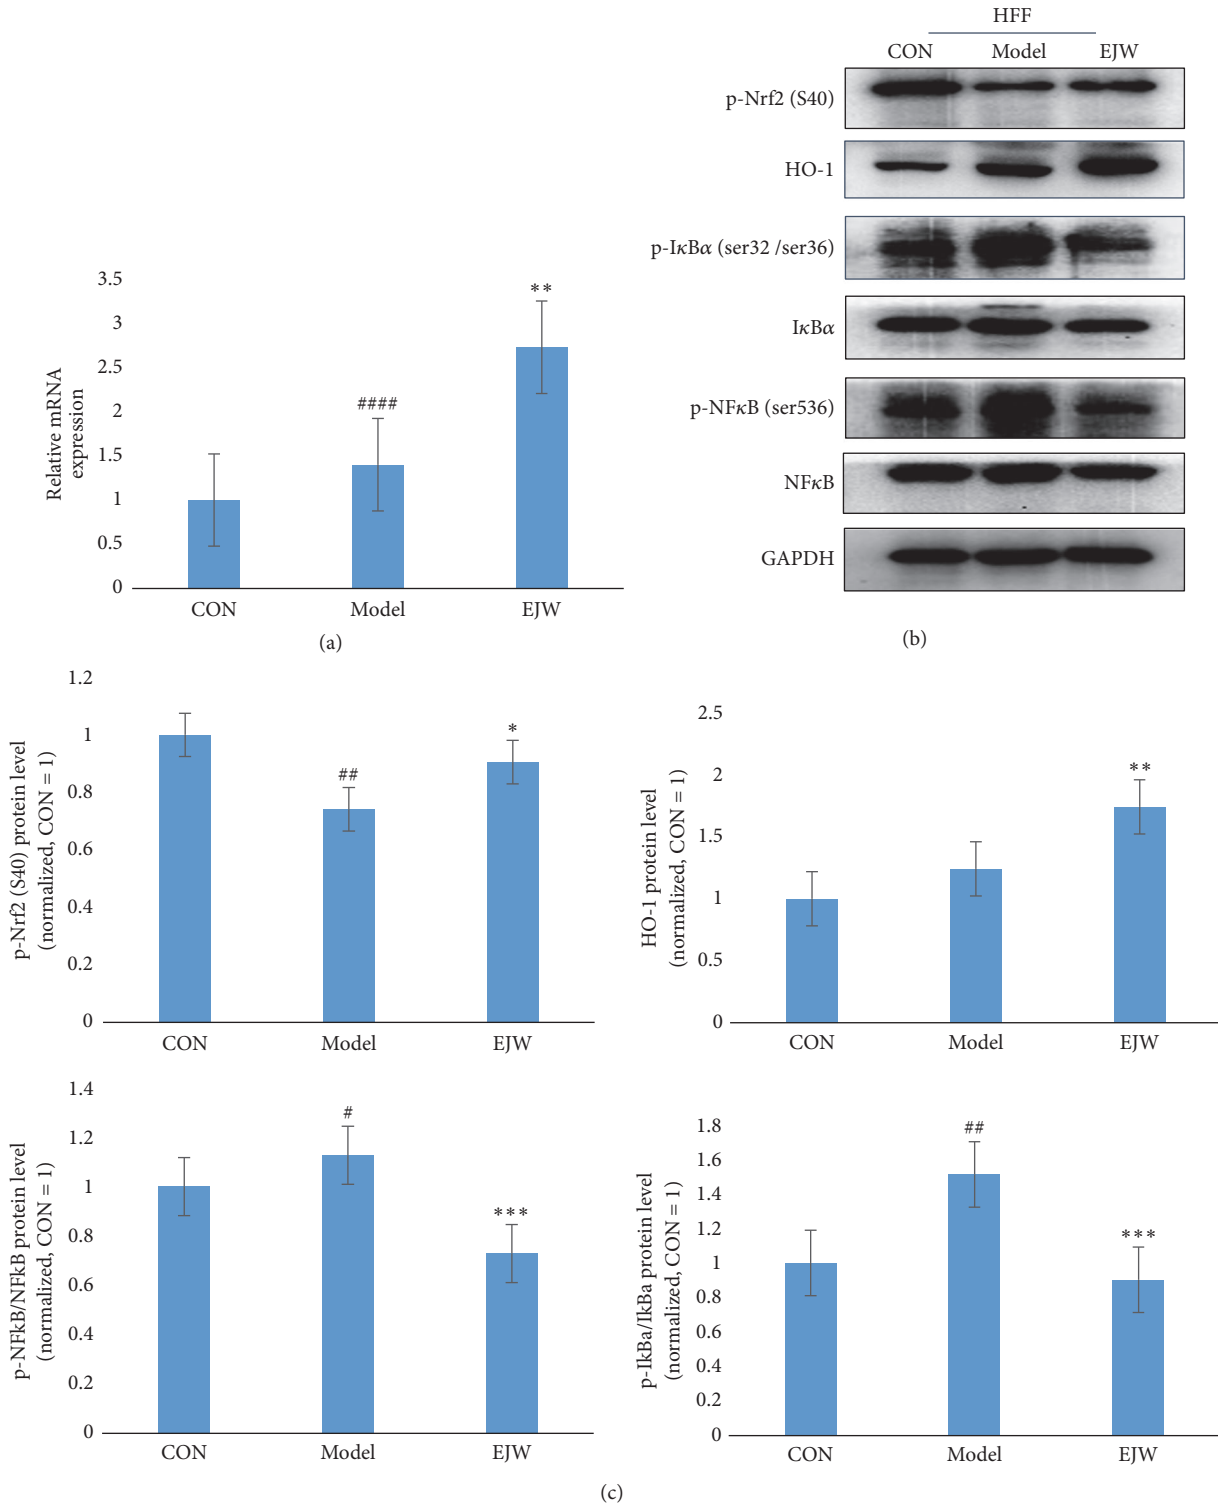 3.5
3
2.5
2
1.5
1
0.5
0
Relative mRNA
expression
####
**
CON Model EJW
(a)
HFF
CON Model EJW
p-Nrf2 (S40)
HO-1
p-IκBα (ser32 /ser36)
IκBα
p-NFκB (ser536)
NFκB
GAPDH
(b)
1.2
1
0.8
0.6
0.4
0.2
0
p-Nrf2 (S40) protein level
(normalized, CON = 1)
##
*
CON Model EJW
2.5
2
1.5
1
0.5
0
HO-1 protein level
(normalized, CON = 1)
**
CON Model EJW
1.4
1.2
1
0.8
0.6
0.4
0.2
0
p-NFkB/NFkB protein level
(normalized, CON = 1)
#
***
CON Model EJW
1.8
1.6
1.4
1.2
1
0.8
0.6
0.4
0.2
0
p-IkBa/IkBa protein level
(normalized, CON = 1)
##
***
CON Model EJW
(c)